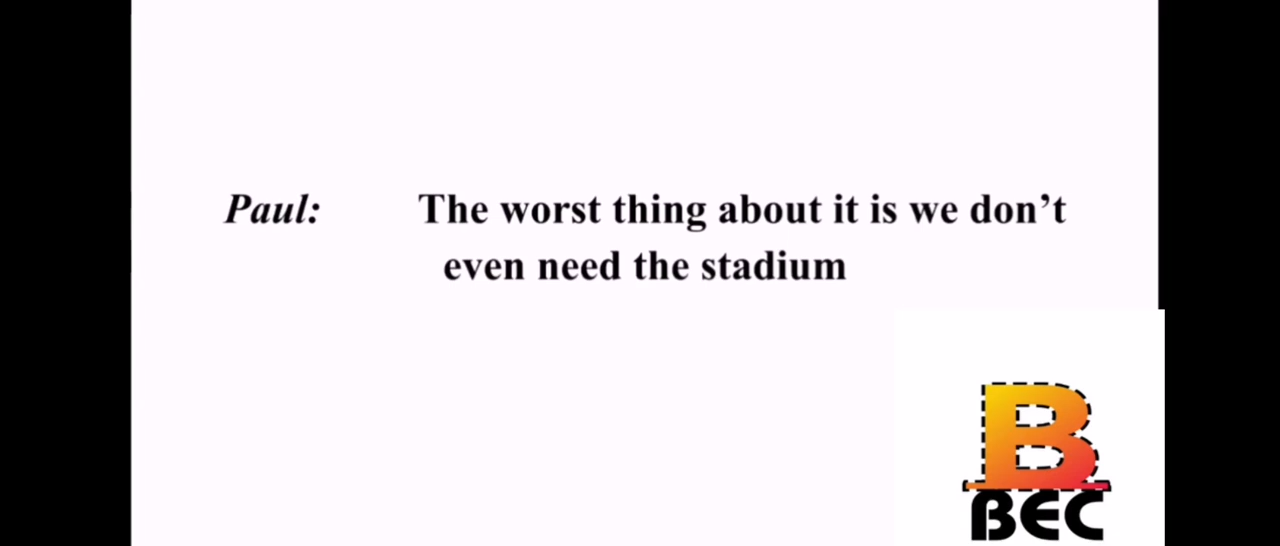 Paul: The worst thing about it is we don’t
even need the stadium
B
BEC